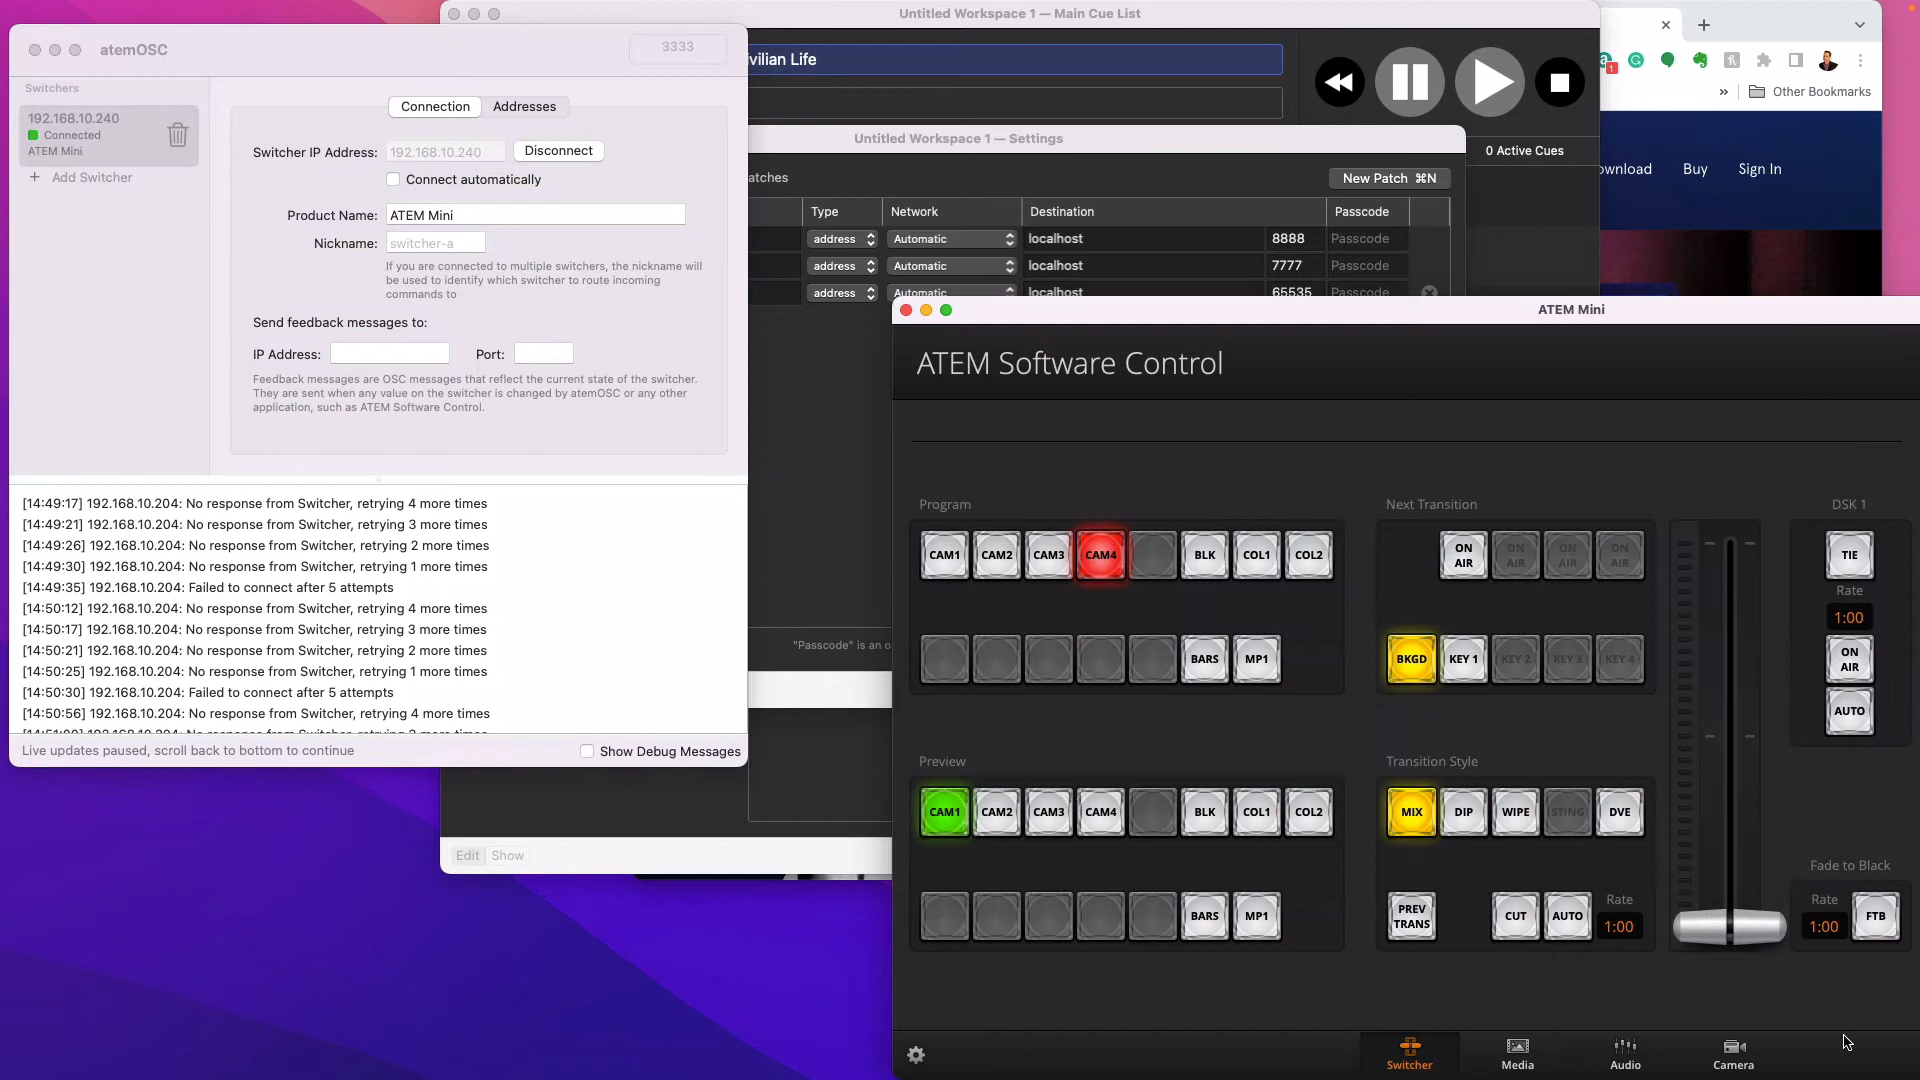 Untitled Workspace 1 — Main Cue List
atemOSC
3333
Switchers
192.168.10.240
Connected
ATEM Mini
+ Add Switcher
Connection Addresses
Switcher IP Address: 192.168.10.240 Disconnect
Connect automatically
Product Name: ATEM Mini
Nickname: switcher-a
If you are connected to multiple switchers, the nickname will
be used to identify which switcher to route incoming
commands to
Send feedback messages to:
IP Address: Port:
Feedback messages are OSC messages that reflect the current state of the switcher.
They are sent when any value on the switcher is changed by atemOSC or any other
application, such as ATEM Software Control.
[14:49:17] 192.168.10.204: No response from Switcher, retrying 4 more times
[14:49:21] 192.168.10.204: No response from Switcher, retrying 3 more times
[14:49:26] 192.168.10.204: No response from Switcher, retrying 2 more times
[14:49:30] 192.168.10.204: No response from Switcher, retrying 1 more times
[14:49:35] 192.168.10.204: Failed to connect after 5 attempts
[14:50:12] 192.168.10.204: No response from Switcher, retrying 4 more times
[14:50:17] 192.168.10.204: No response from Switcher, retrying 3 more times
[14:50:21] 192.168.10.204: No response from Switcher, retrying 2 more times
[14:50:25] 192.168.10.204: No response from Switcher, retrying 1 more times
[14:50:30] 192.168.10.204: Failed to connect after 5 attempts
[14:50:56] 192.168.10.204: No response from Switcher, retrying 4 more times
Live updates paused, scroll back to bottom to continue
Show Debug Messages
vilian Life
Untitled Workspace 1 — Settings
0 Active Cues
atches
New Patch ⌘N
Type Network Destination Passcode
address Automatic localhost 8888 Passcode
address Automatic localhost 7777 Passcode
address Automatic localhost 65535 Passcode
"Passcode" is an o
Edit Show
1
» Other Bookmarks
wnload Buy Sign In
ATEM Mini
ATEM Software Control
Program
CAM1 CAM2 CAM3 CAM4 BLK COL1 COL2
BARS MP1
Next Transition
ON AIR ON AIR ON AIR ON AIR
BKGD KEY 1 KEY 2 KEY 3 KEY 4
DSK 1
TIE
Rate
1:00
ON AIR
AUTO
Preview
CAM1 CAM2 CAM3 CAM4 BLK COL1 COL2
BARS MP1
Transition Style
MIX DIP WIPE STING DVE
PREV TRANS CUT AUTO
Rate
1:00
Fade to Black
Rate
1:00
FTB
Switcher Media Audio Camera